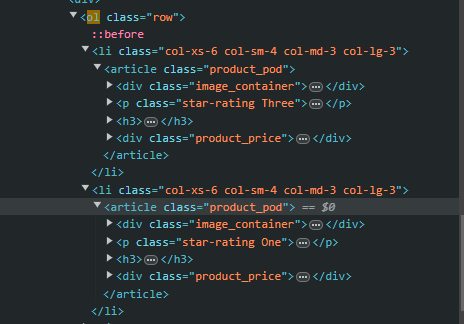 <div>
<ol class="row">
::before
<li class="col-xs-6 col-sm-4 col-md-3 col-lg-3">
<article class="product_pod">
<div class="image_container">…</div>
<p class="star-rating Three">…</p>
<h3>…</h3>
<div class="product_price">…</div>
</article>
</li>
<li class="col-xs-6 col-sm-4 col-md-3 col-lg-3">
<article class="product_pod"> == $0
<div class="image_container">…</div>
<p class="star-rating One">…</p>
<h3>…</h3>
<div class="product_price">…</div>
</article>
</li>